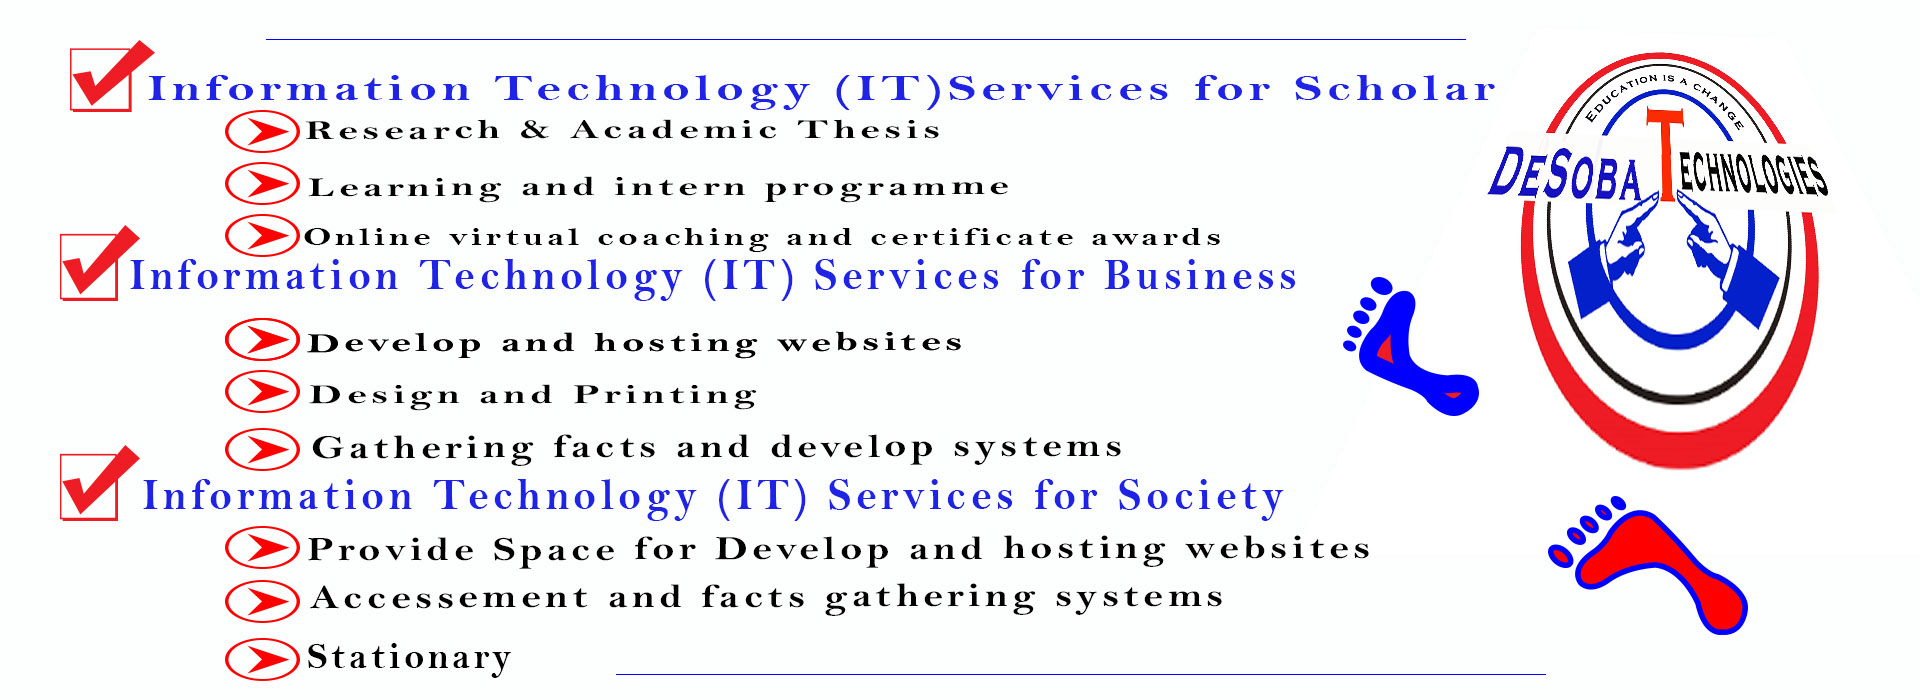 Information Technology (IT)Services for Scholar
Research & Academic Thesis
Learning and intern programme
Online virtual coaching and certificate awards
Information Technology (IT) Services for Business
Develop and hosting websites
Design and Printing
Gathering facts and develop systems
Information Technology (IT) Services for Society
Provide Space for Develop and hosting websites
Accessement and facts gathering systems
Stationary
EDUCATION IS A CHANGE
DESOBA TECHNOLOGIES